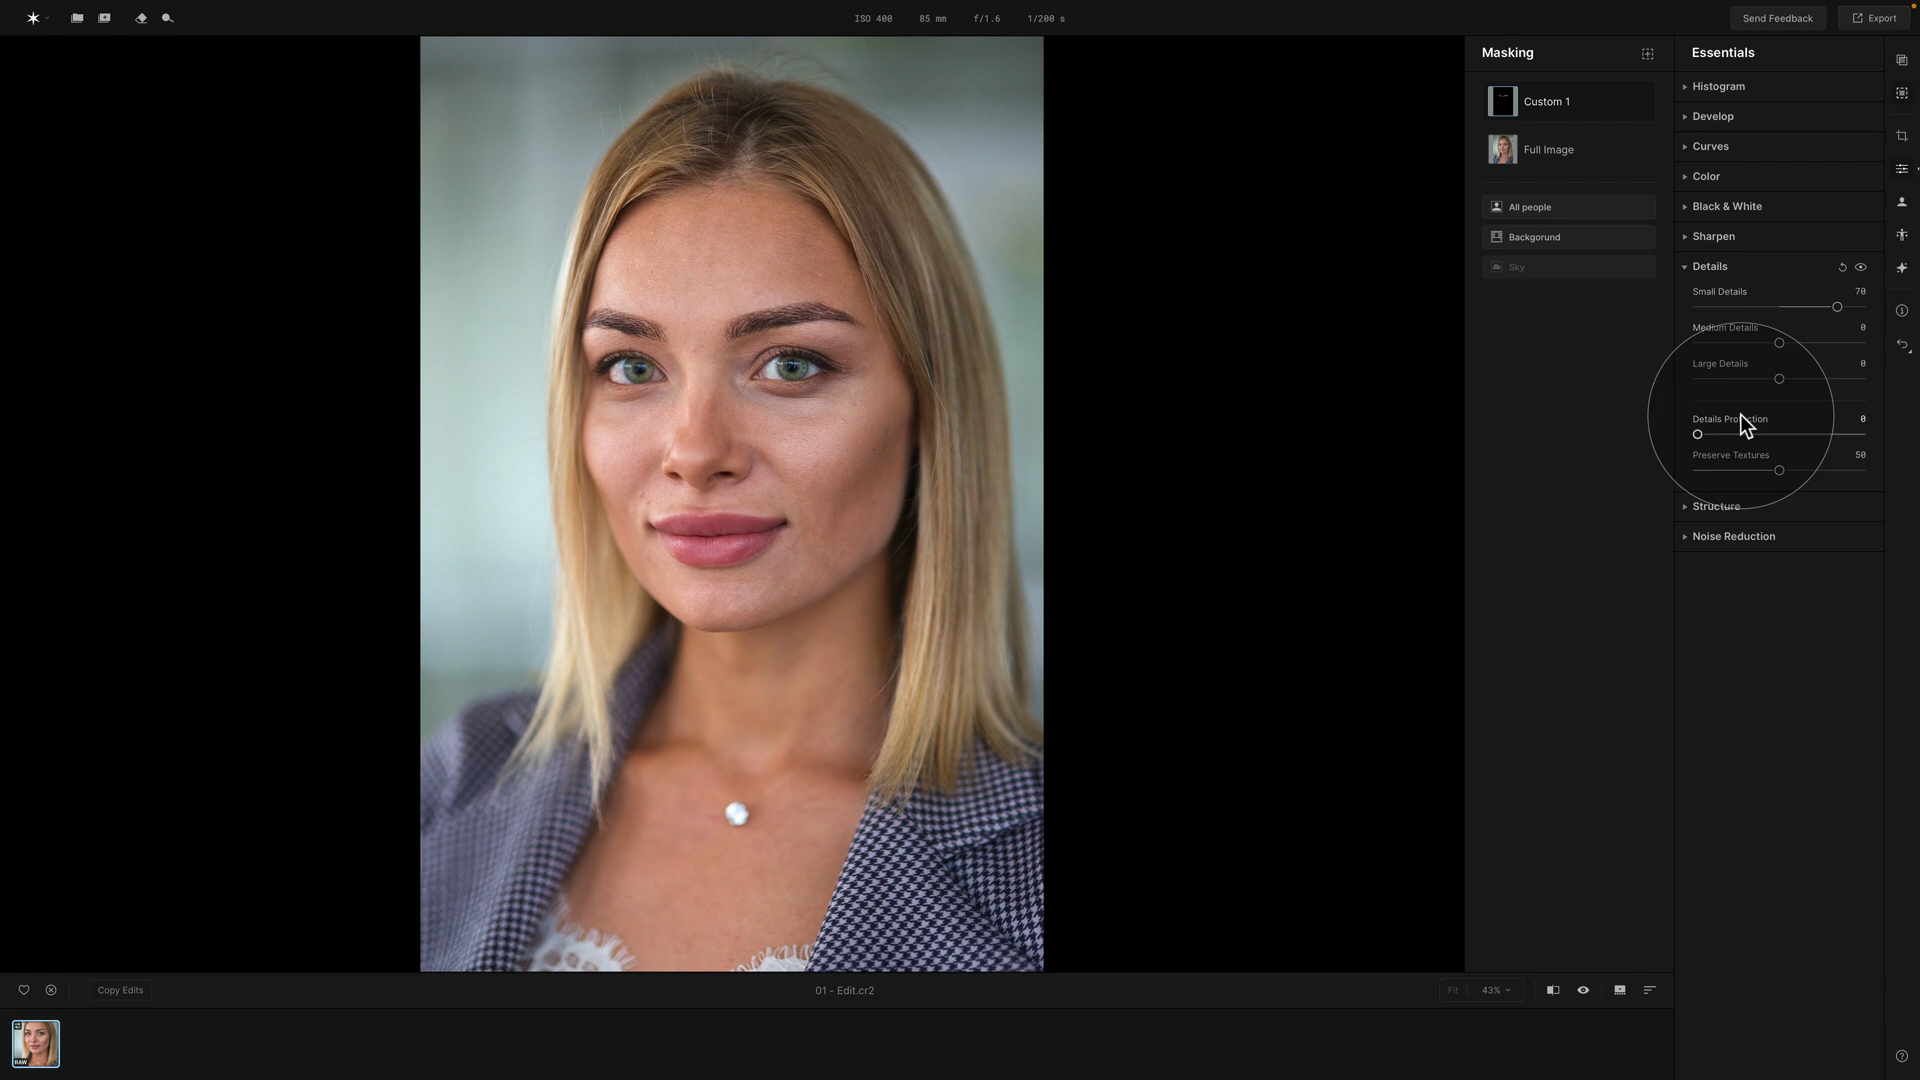 ISO 400 85 mm f/1.6 1/200 s
Send Feedback
Export
Masking
Custom 1
Full Image
All people
Backgorund
Sky
Essentials
Histogram
Develop
Curves
Color
Black & White
Sharpen
Details
Small Details 70
Medium Details 0
Large Details 0
Details Protection 0
Preserve Textures 50
Structure
Noise Reduction
Copy Edits
01 - Edit.cr2
Fit 43%
RAW